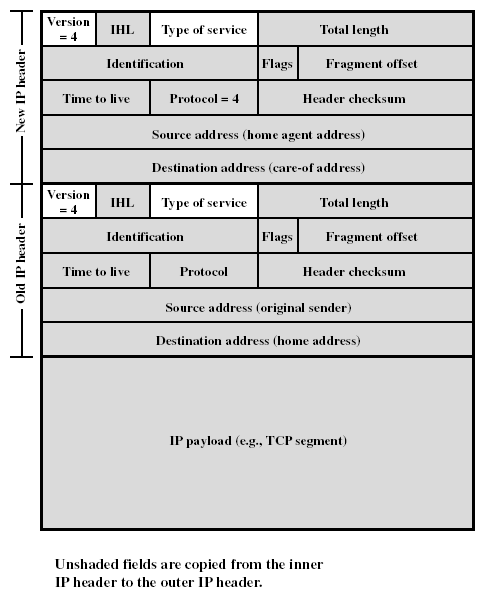 New IP header
Version = 4 IHL Type of service Total length
Identification Flags Fragment offset
Time to live Protocol = 4 Header checksum
Source address (home agent address)
Destination address (care-of address)
Old IP header
Version = 4 IHL Type of service Total length
Identification Flags Fragment offset
Time to live Protocol Header checksum
Source address (original sender)
Destination address (home address)
IP payload (e.g., TCP segment)
Unshaded fields are copied from the inner
IP header to the outer IP header.